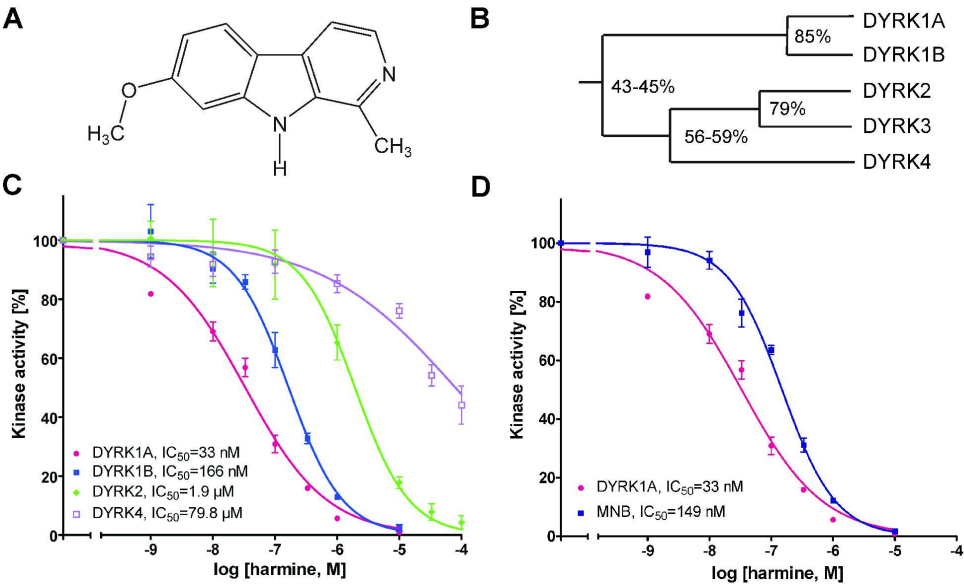 A
O
H₃C
N
H
N
CH₃
B
DYRK1A
85%
DYRK1B
43-45%
DYRK2
79%
DYRK3
56-59%
DYRK4
C
Kinase activity [%]
100
80
60
40
20
0
DYRK1A, IC₅₀=33 nM
DYRK1B, IC₅₀=166 nM
DYRK2, IC₅₀=1.9 µM
DYRK4, IC₅₀=79.8 µM
-9 -8 -7 -6 -5 -4
log [harmine, M]
D
Kinase activity [%]
100
80
60
40
20
0
DYRK1A, IC₅₀=33 nM
MNB, IC₅₀=149 nM
-9 -8 -7 -6 -5 -4
log [harmine, M]